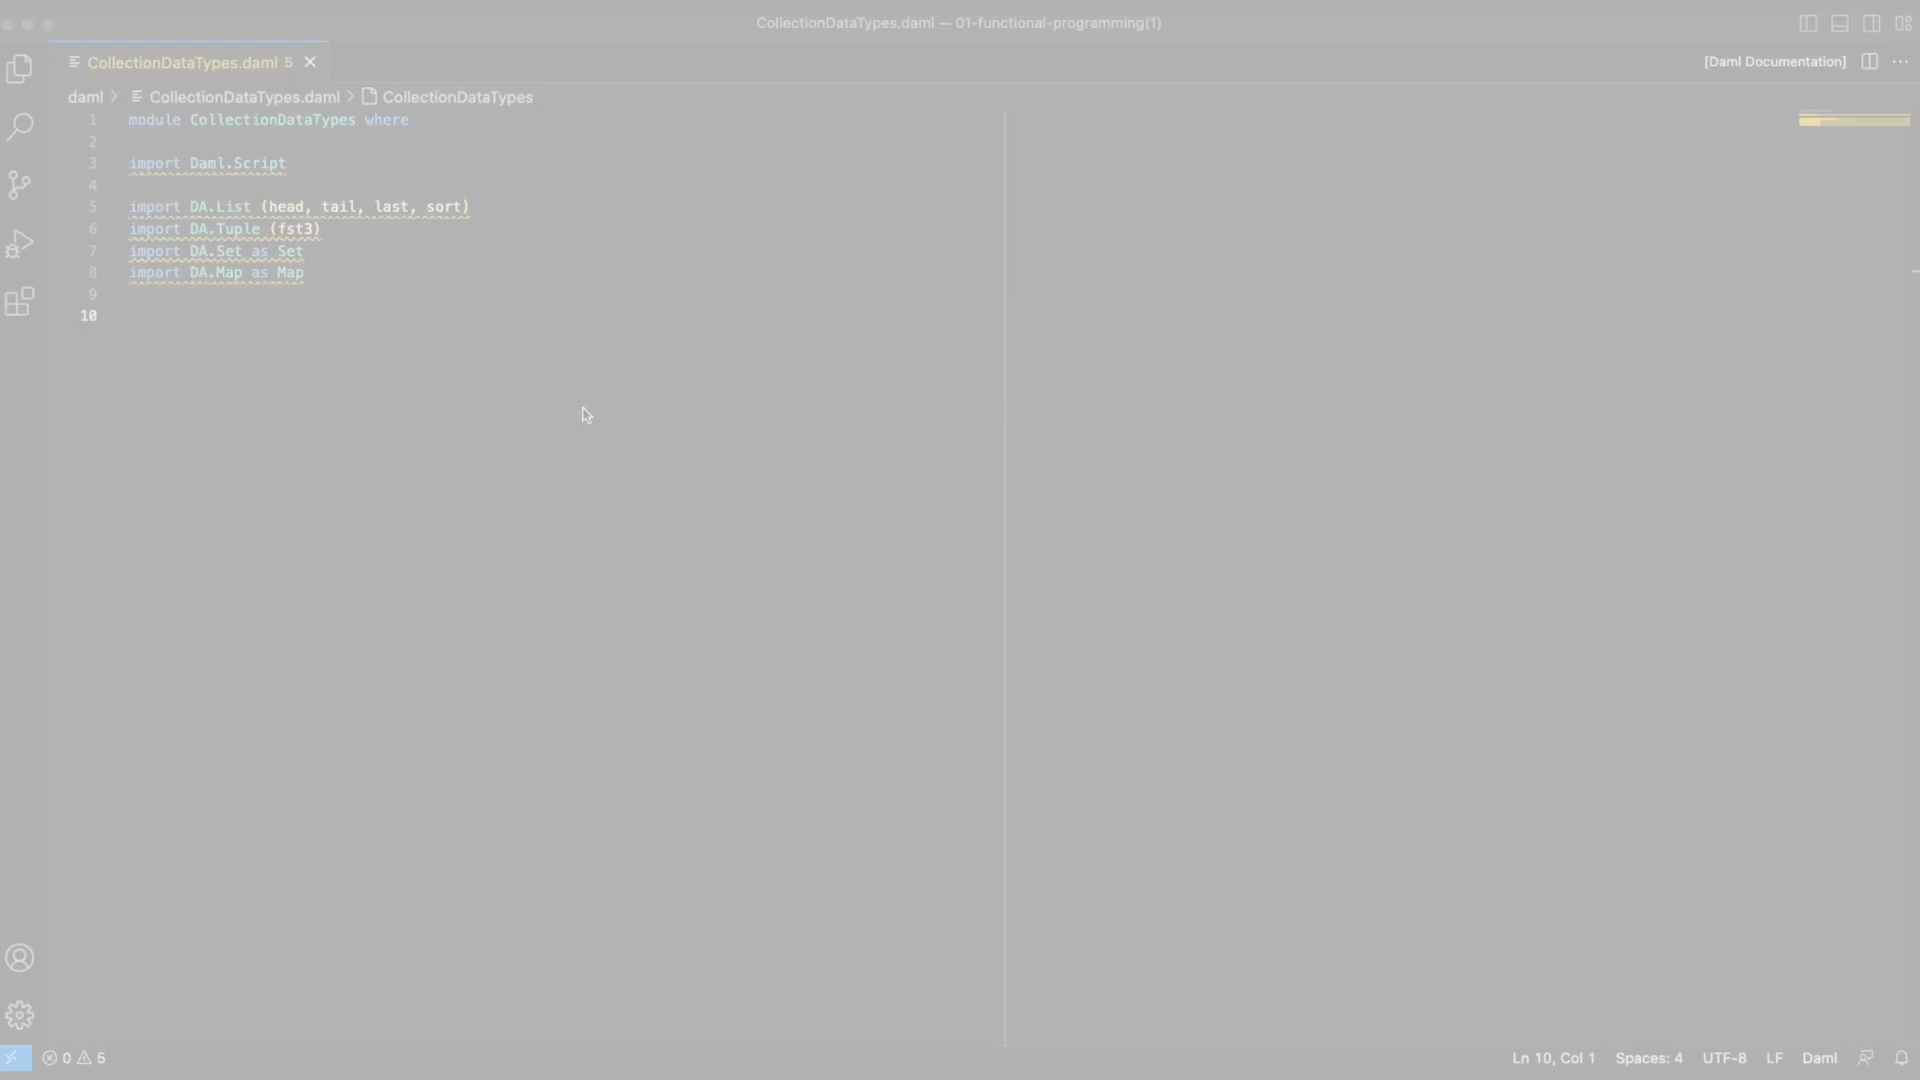 CollectionDataTypes.daml — 01-functional-programming(1)
CollectionDataTypes.daml 5
[Daml Documentation]
daml > CollectionDataTypes.daml > CollectionDataTypes
1 module CollectionDataTypes where
2
3 import Daml.Script
4
5 import DA.List (head, tail, last, sort)
6 import DA.Tuple (fst3)
7 import DA.Set as Set
8 import DA.Map as Map
9
10
0 5
Ln 10, Col 1 Spaces: 4 UTF-8 LF Daml